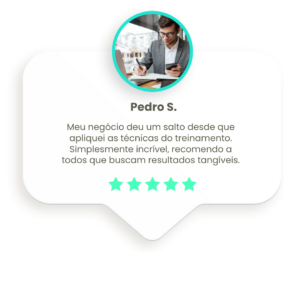 Pedro S.
Meu negócio deu um salto desde que
apliquei as técnicas do treinamento.
Simplesmente incrível, recomendo a
todos que buscam resultados tangíveis.